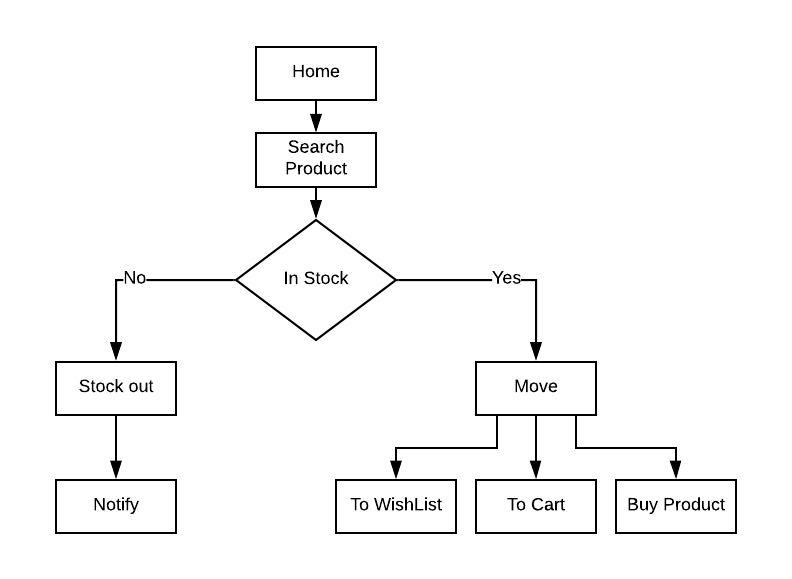 Home
Search
Product
In Stock
No
Yes
Stock out
Move
Notify
To WishList
To Cart
Buy Product